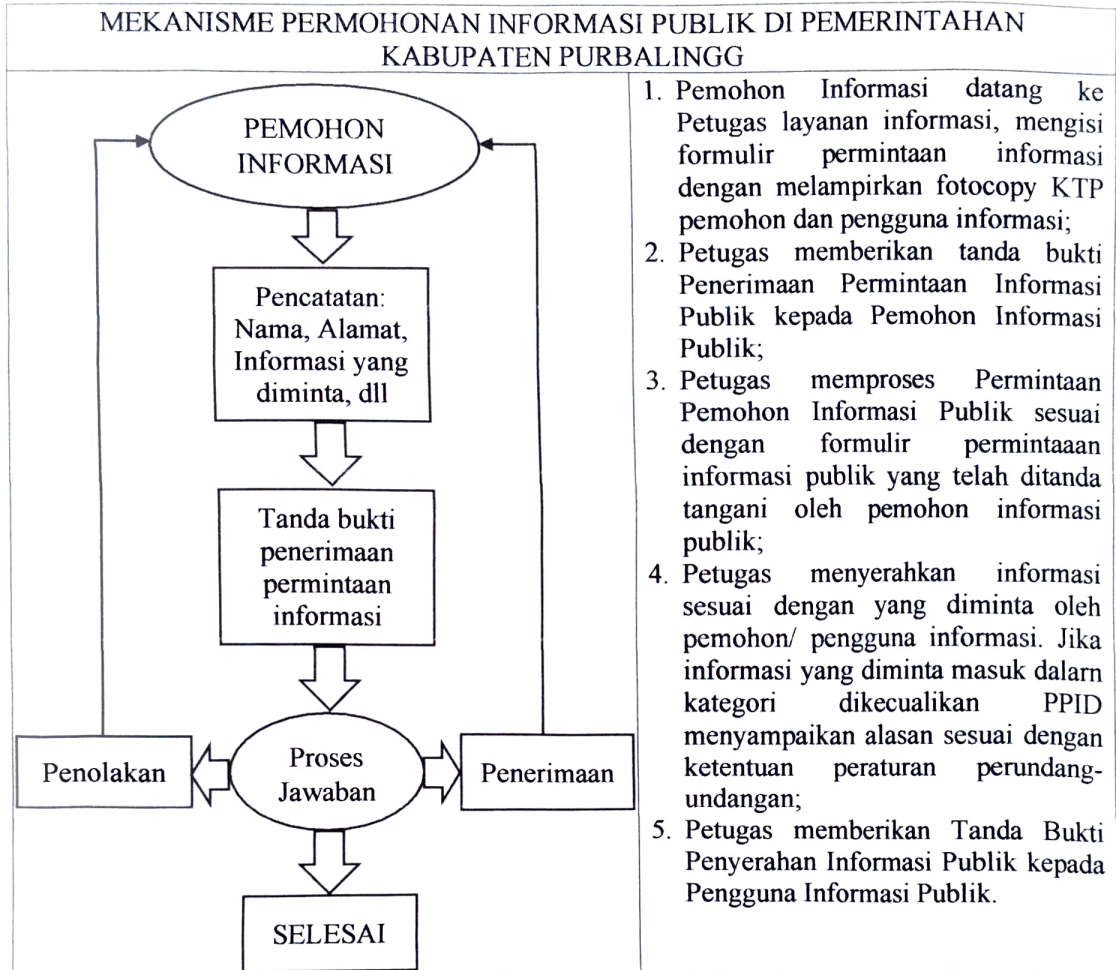 MEKANISME PERMOHONAN INFORMASI PUBLIK DI PEMERINTAHAN
KABUPATEN PURBALINGG
PEMOHON
INFORMASI
Pencatatan:
Nama, Alamat,
Informasi yang
diminta, dll
Tanda bukti
penerimaan
permintaan
informasi
Penolakan
Proses
Jawaban
Penerimaan
SELESAI
1. Pemohon Informasi datang ke
Petugas layanan informasi, mengisi
formulir permintaan informasi
dengan melampirkan fotocopy KTP
pemohon dan pengguna informasi;
2. Petugas memberikan tanda bukti
Penerimaan Permintaan Informasi
Publik kepada Pemohon Informasi
Publik;
3. Petugas memproses Permintaan
Pemohon Informasi Publik sesuai
dengan formulir permintaaan
informasi publik yang telah ditanda
tangani oleh pemohon informasi
publik;
4. Petugas menyerahkan informasi
sesuai dengan yang diminta oleh
pemohon/ pengguna informasi. Jika
informasi yang diminta masuk dalam
kategori dikecualikan PPID
menyampaikan alasan sesuai dengan
ketentuan peraturan perundang-
undangan;
5. Petugas memberikan Tanda Bukti
Penyerahan Informasi Publik kepada
Pengguna Informasi Publik.